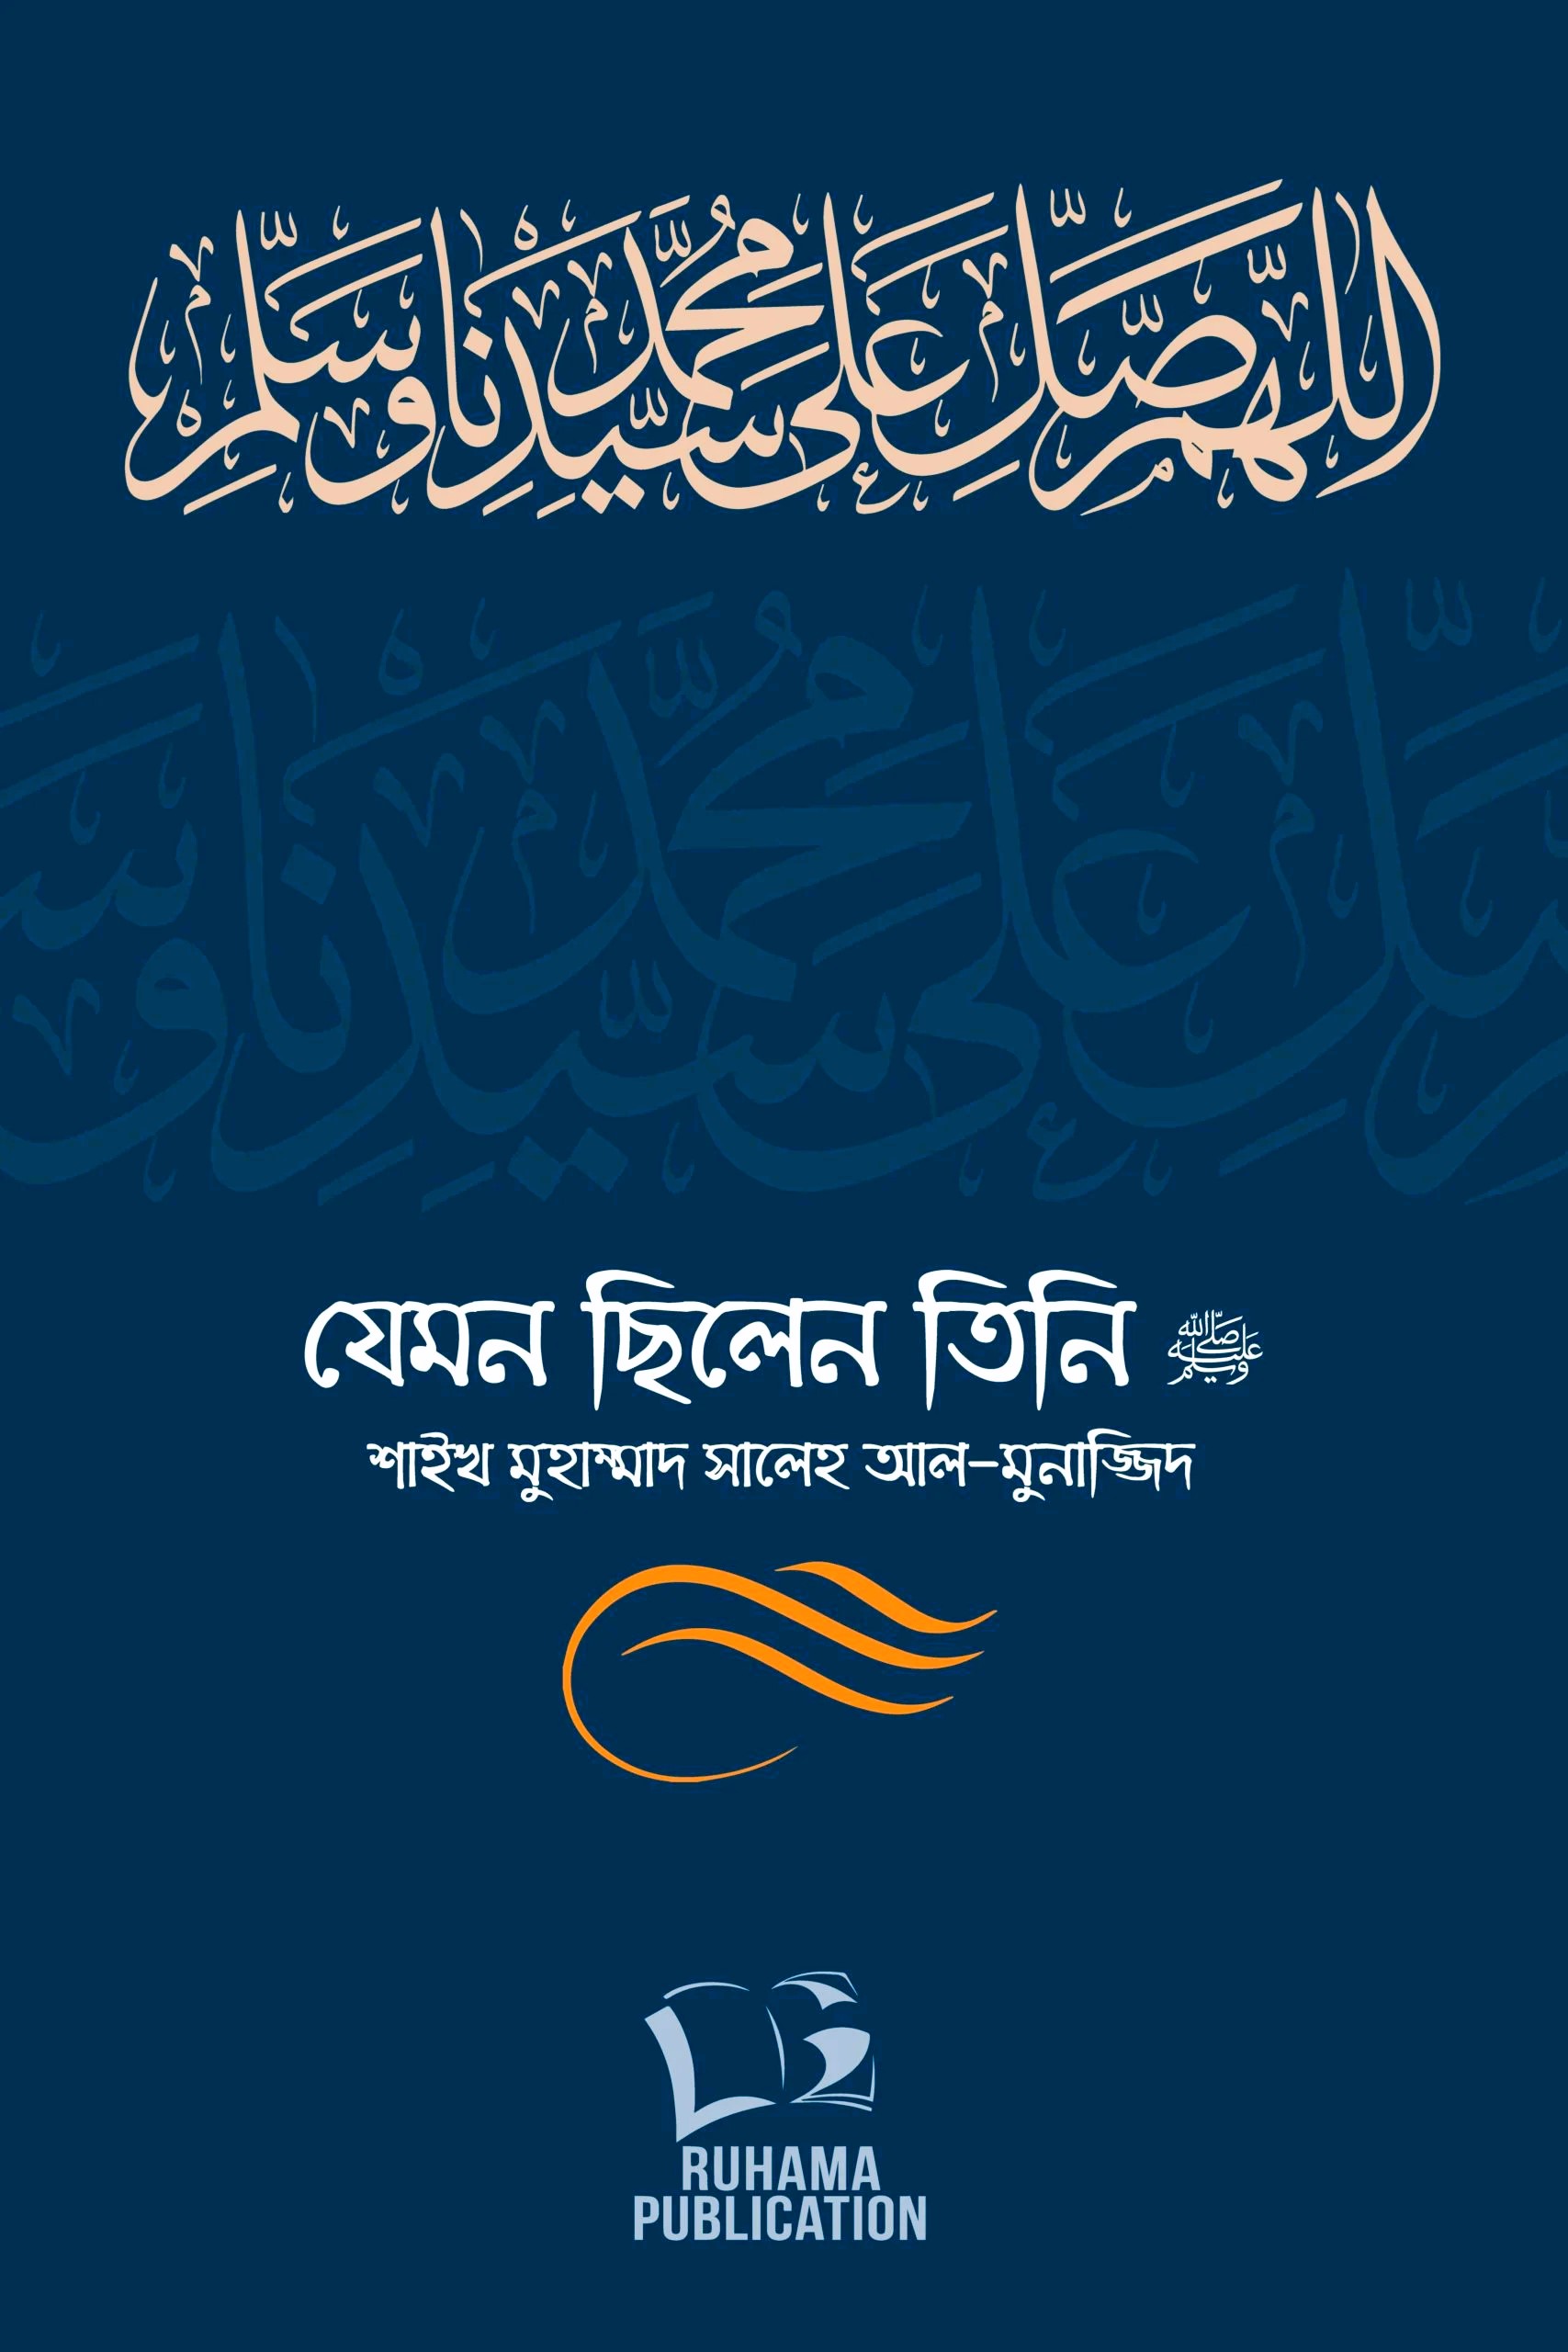 اللهم صل على سيدنا محمد وسلم
যেমন ছিলেন তিনি ﷺ
শাইখ মুহাম্মাদ সালেহ আল-মুনাজ্জিদ
RUHAMA
PUBLICATION